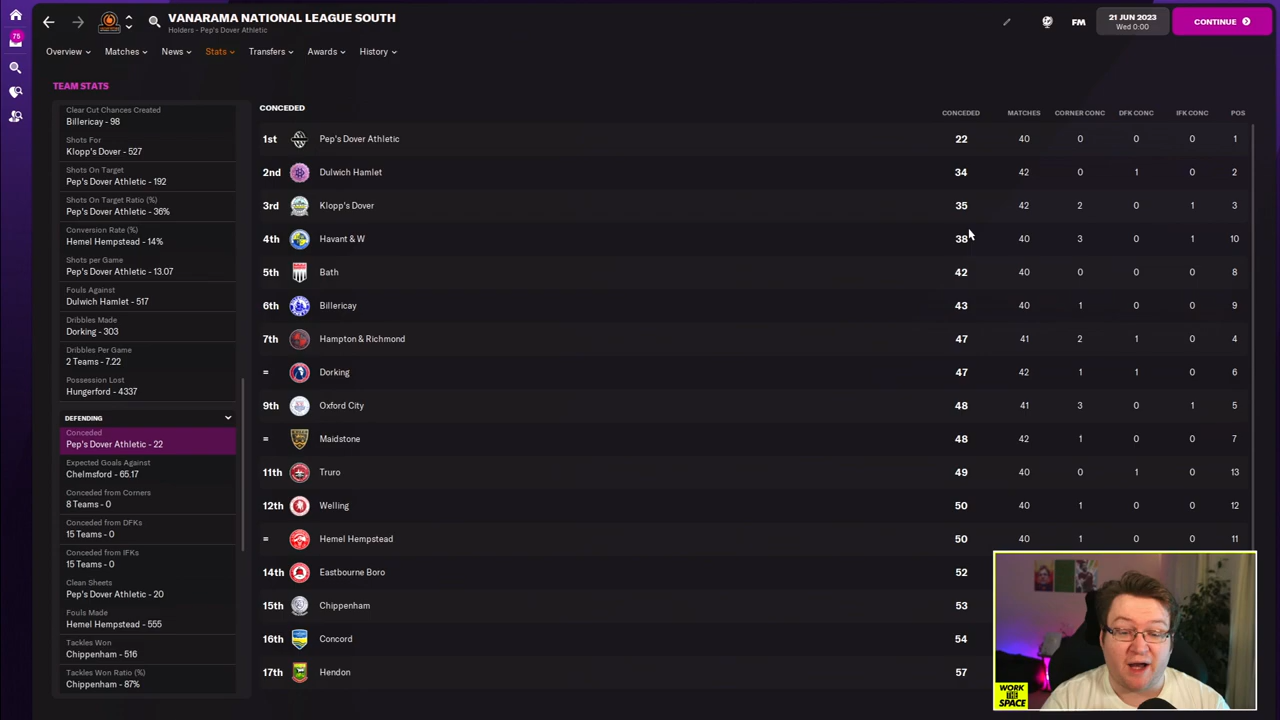 VANARAMA NATIONAL LEAGUE SOUTH
Holders - Pep's Dover Athletic
FM
21 JUN 2023
Wed 0:00
CONTINUE
75
Overview
Matches
News
Stats
Transfers
Awards
History
TEAM STATS
Clear Cut Chances Created
Billericay - 98
Shots For
Klopp's Dover - 527
Shots On Target
Pep's Dover Athletic - 192
Shots On Target Ratio (%)
Pep's Dover Athletic - 36%
Conversion Rate (%)
Hemel Hempstead - 14%
Shots per Game
Pep's Dover Athletic - 13.07
Fouls Against
Dulwich Hamlet - 517
Dribbles Made
Dorking - 303
Dribbles Per Game
2 Teams - 7.22
Possession Lost
Hungerford - 4337
DEFENDING
Conceded
Pep's Dover Athletic - 22
Expected Goals Against
Chelmsford - 65.17
Conceded from Corners
8 Teams - 0
Conceded from DFKs
15 Teams - 0
Conceded from IFKs
15 Teams - 0
Clean Sheets
Pep's Dover Athletic - 20
Fouls Made
Hemel Hempstead - 555
Tackles Won
Chippenham - 516
Tackles Won Ratio (%)
Chippenham - 87%
CONCEDED
CONCEDED MATCHES CORNER CONC DFK CONC IFK CONC POS
1st Pep's Dover Athletic 22 40 0 0 0 1
2nd Dulwich Hamlet 34 42 0 1 0 2
3rd Klopp's Dover 35 42 2 0 1 3
4th Havant & W 38 40 3 0 1 10
5th Bath 42 40 0 0 0 8
6th Billericay 43 40 1 0 0 9
7th Hampton & Richmond 47 41 2 1 0 4
= Dorking 47 42 1 1 0 6
9th Oxford City 48 41 3 0 1 5
= Maidstone 48 42 1 0 0 7
11th Truro 49 40 0 1 0 13
12th Welling 50 40 1 0 0 12
= Hemel Hempstead 50 40 1 0 0 11
14th Eastbourne Boro 52
15th Chippenham 53
16th Concord 54
17th Hendon 57
WORK
THE
SPACE